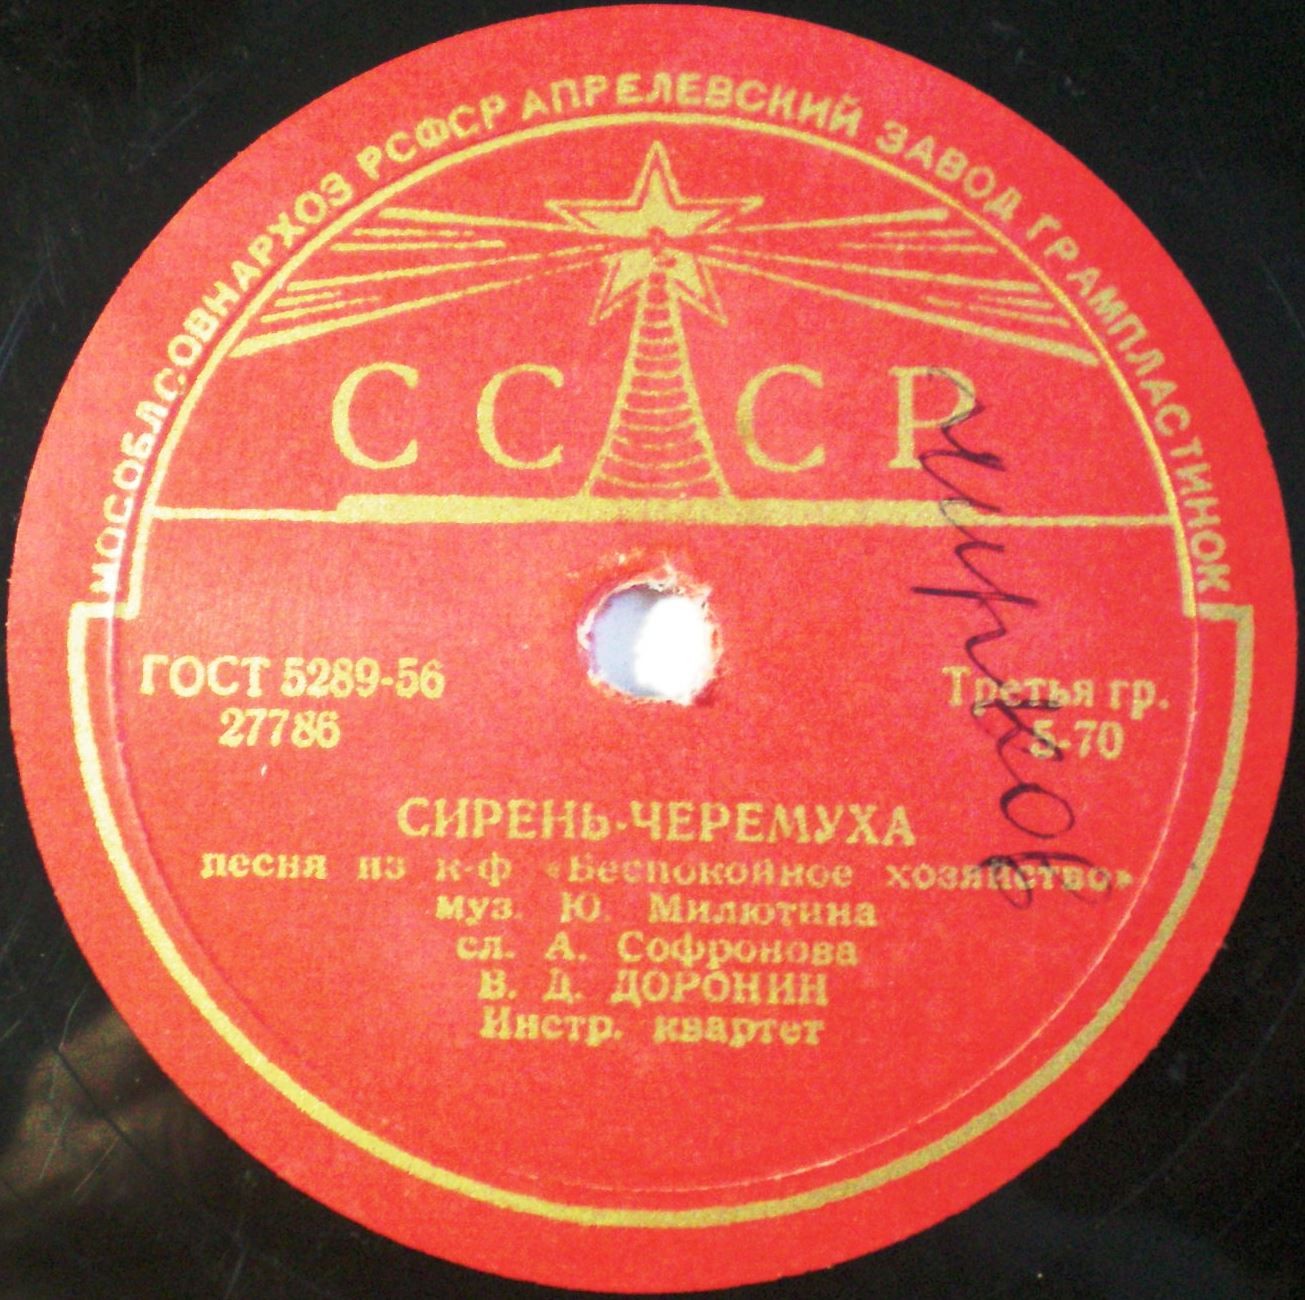 МОСОБЛСОВНАРХОЗ РСФСР АПРЕЛЕВСКИЙ ЗАВОД ГРАМПЛАСТИНОК
СССР
ГОСТ 5289-56
27786
Третья гр.
5-70
Чирков
СИРЕНЬ-ЧЕРЕМУХА
песня из к-ф «Беспокойное хозяйство»
муз. Ю. Милютина
сл. А. Софронова
В. Д. ДОРОНИН
Инстр. квартет